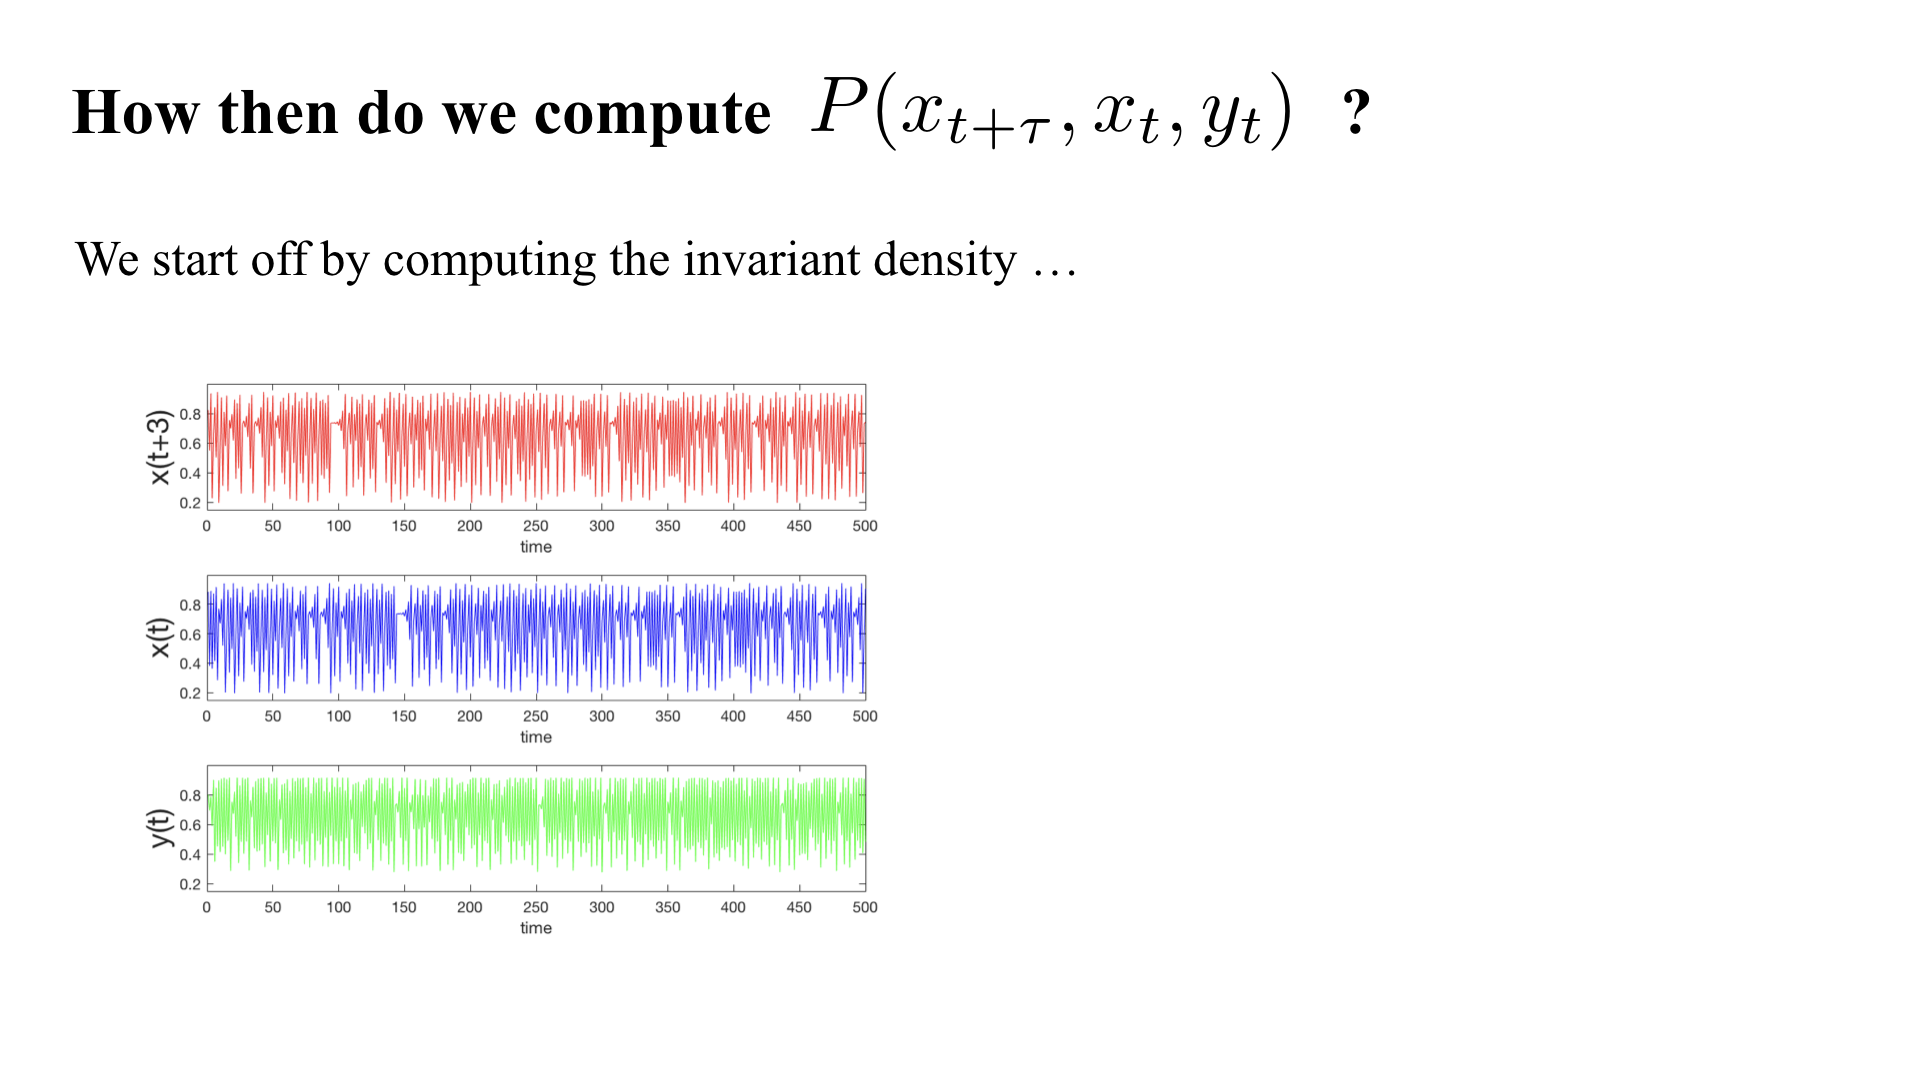 How then do we compute P(x_{t+τ}, x_t, y_t) ?
We start off by computing the invariant density …
x(t+3)
0.8
0.6
0.4
0.2
0 50 100 150 200 250 300 350 400 450 500
time
x(t)
0.8
0.6
0.4
0.2
0 50 100 150 200 250 300 350 400 450 500
time
y(t)
0.8
0.6
0.4
0.2
0 50 100 150 200 250 300 350 400 450 500
time